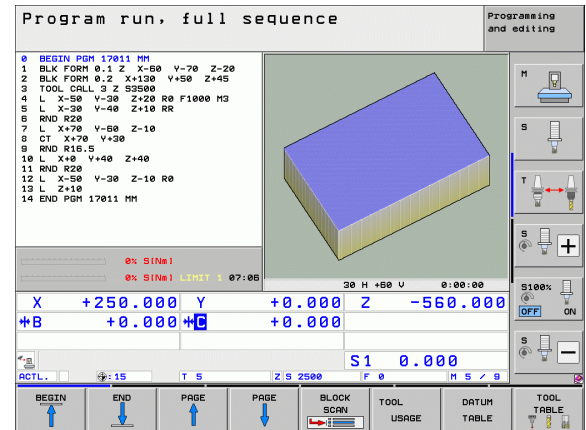 Program run, full sequence
Programming
and editing
0 BEGIN PGM 17011 MM
1 BLK FORM 0.1 Z X-60 Y-70 Z-20
2 BLK FORM 0.2 X+130 Y+50 Z+45
3 TOOL CALL 3 Z S3500
4 L X-50 Y-30 Z+20 R0 F1000 M3
5 L X-30 Y-40 Z+10 RR
6 RND R20
7 L X+70 Y-60 Z-10
8 CT X+70 Y+30
9 RND R16.5
10 L X+0 Y+40 Z+40
11 RND R20
12 L X-50 Y-30 Z-10 R0
13 L Z+10
14 END PGM 17011 MM
0% S[Nm]
0% S[Nm] LIMIT 1 07:06
30 H +60 V 0:00:00
X +250.000 Y +0.000 Z -560.000
B +0.000 C +0.000
S1 0.000
ACTL. :15 T 5 Z S 2500 F 0 M 5 / 9
M
S
T
S
S100%
OFF ON
S
BEGIN
END
PAGE
PAGE
BLOCK
SCAN
TOOL
USAGE
DATUM
TABLE
TOOL
TABLE